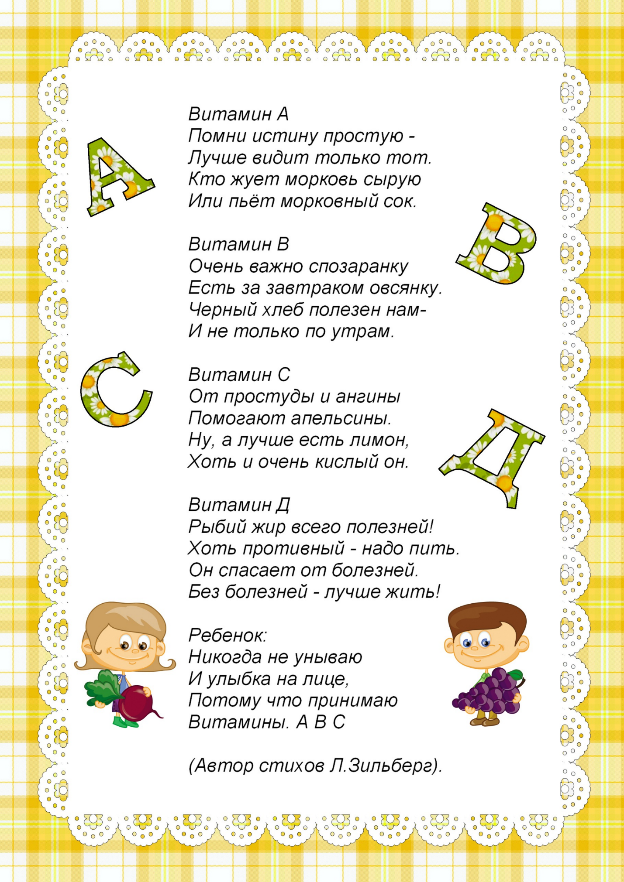 Витамин А
Помни истину простую -
Лучше видит только тот.
Кто жует морковь сырую
Или пьёт морковный сок.
Витамин В
Очень важно спозаранку
Есть за завтраком овсянку.
Черный хлеб полезен нам-
И не только по утрам.
Витамин С
От простуды и ангины
Помогают апельсины.
Ну, а лучше есть лимон,
Хоть и очень кислый он.
Витамин Д
Рыбий жир всего полезней!
Хоть противный - надо пить.
Он спасает от болезней.
Без болезней - лучше жить!
Ребенок:
Никогда не унываю
И улыбка на лице,
Потому что принимаю
Витамины. А В С
(Автор стихов Л.Зильберг).
А
В
С
Д